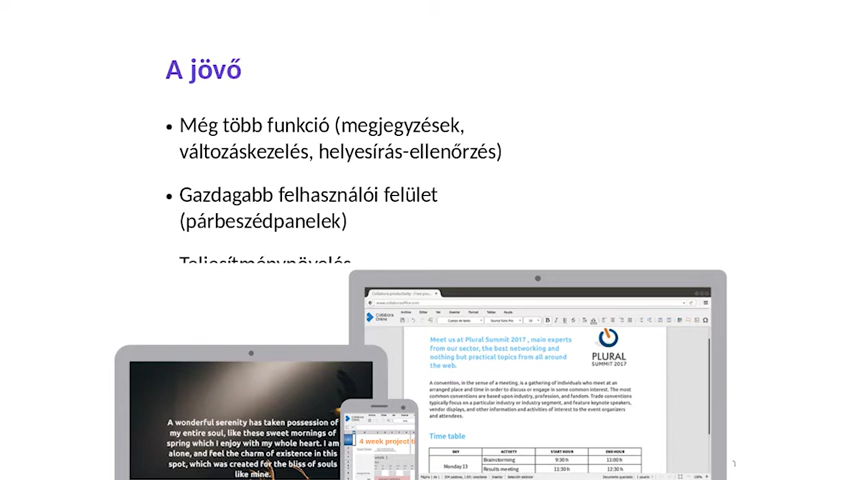 A jövő
• Még több funkció (megjegyzések,
változáskezelés, helyesírás-ellenőrzés)
• Gazdagabb felhasználói felület
(párbeszédpanelek)
Teljesítménynövelés
Collabora
Online
Meet us at Plural Summit 2017 , main experts
from our sector, the best networking and
nothing but practical topics from all around
the web.
PLURAL
SUMMIT 2017
A convention, in the sense of a meeting, is a gathering of individuals who meet at an
arranged place and time in order to discuss or engage in some common interest. The most
common conventions are based upon industry, profession, and fandom. Trade conventions
typically focus on a particular industry or industry segment, and feature keynote speakers,
vendor displays, and other information and activities of interest to the event organizers
and attendees.
Time table
DAY ACTIVITY START HOUR END HOUR
Monday 13 Brainstorming 9:30 h 11:00 h
Results meeting 11:30 h 12:30 h
A wonderful serenity has taken possession of
my entire soul, like these sweet mornings of
spring which I enjoy with my whole heart. I am
alone, and feel the charm of existence in this
spot, which was created for the bliss of souls
like mine.
4 week project